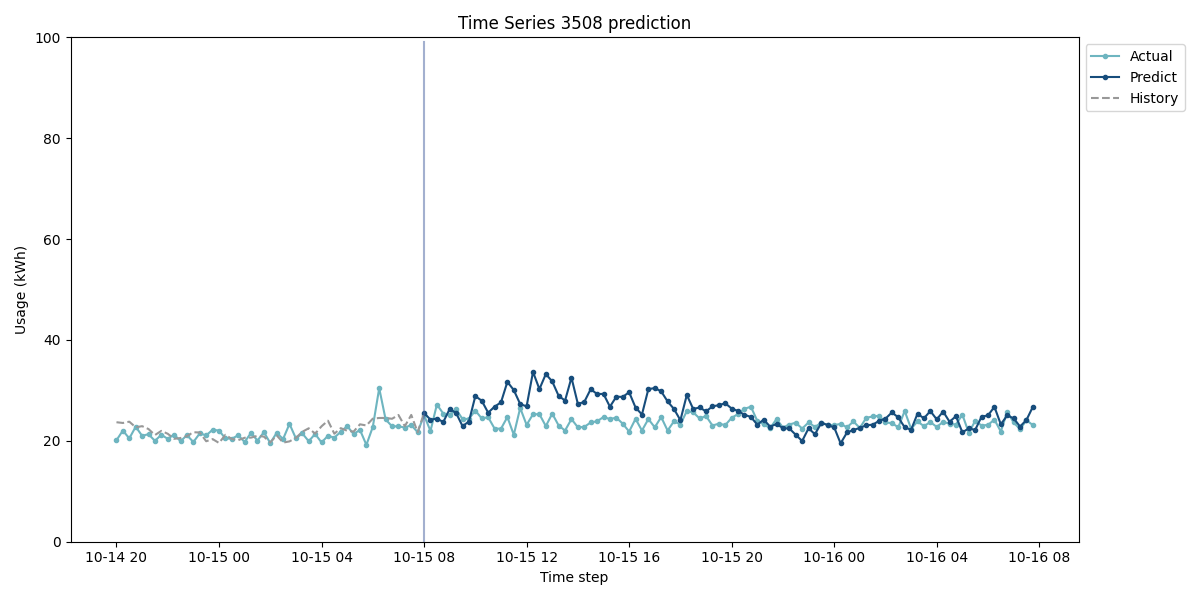 Time Series 3508 prediction
100
80
60
40
20
0
Usage (kWh)
10-14 20
10-15 00
10-15 04
10-15 08
10-15 12
10-15 16
10-15 20
10-16 00
10-16 04
10-16 08
Time step
Actual
Predict
History